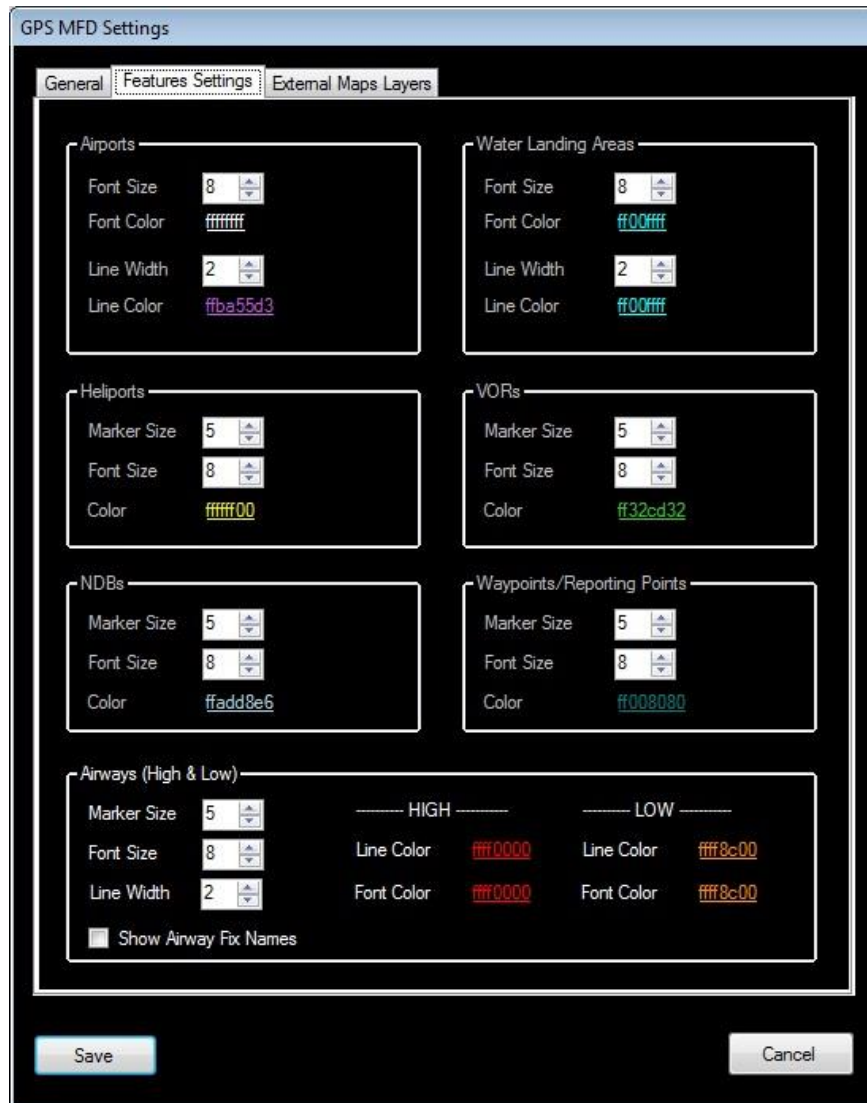 GPS MFD Settings
General Features Settings External Maps Layers
Airports
Font Size 8
Font Color ffffffff
Line Width 2
Line Color ffba55d3
Water Landing Areas
Font Size 8
Font Color ff00ffff
Line Width 2
Line Color ff00ffff
Heliports
Marker Size 5
Font Size 8
Color ffffff00
VORs
Marker Size 5
Font Size 8
Color ff32cd32
NDBs
Marker Size 5
Font Size 8
Color ffadd8e6
Waypoints/Reporting Points
Marker Size 5
Font Size 8
Color ff008080
Airways (High & Low)
Marker Size 5
Font Size 8
Line Width 2
Show Airway Fix Names
---------- HIGH ----------
Line Color ffff0000
Font Color ffff0000
---------- LOW -----------
Line Color ffff8c00
Font Color ffff8c00
Save Cancel